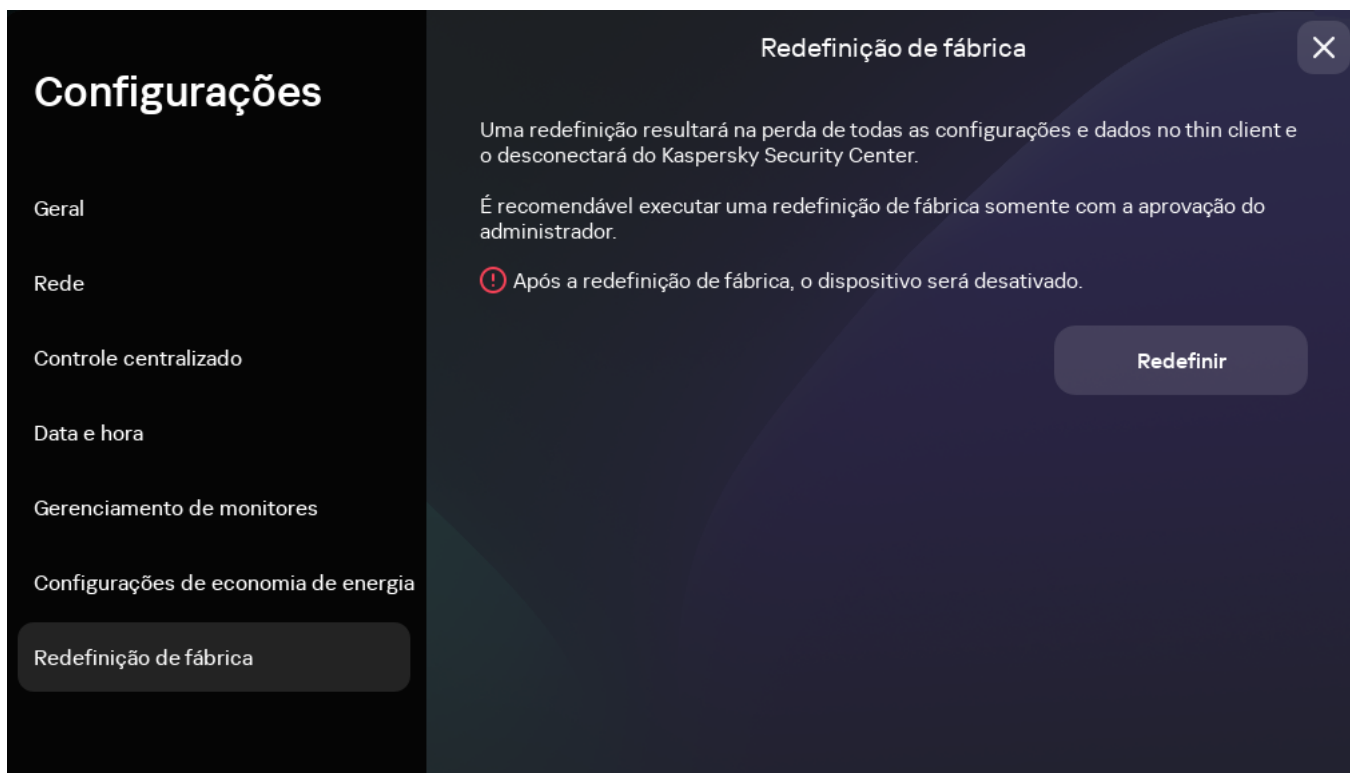 Configurações
Geral
Rede
Controle centralizado
Data e hora
Gerenciamento de monitores
Configurações de economia de energia
Redefinição de fábrica
Redefinição de fábrica
Uma redefinição resultará na perda de todas as configurações e dados no thin client e
o desconectará do Kaspersky Security Center.
É recomendável executar uma redefinição de fábrica somente com a aprovação do
administrador.
Após a redefinição de fábrica, o dispositivo será desativado.
Redefinir